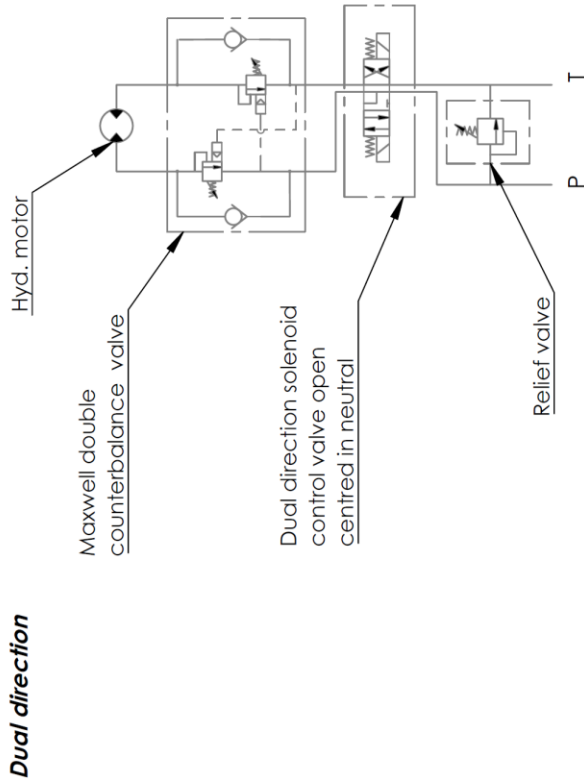 Dual direction
Hyd. motor
Maxwell double
counterbalance valve
Dual direction solenoid
control valve open
centred in neutral
Relief valve
P
T